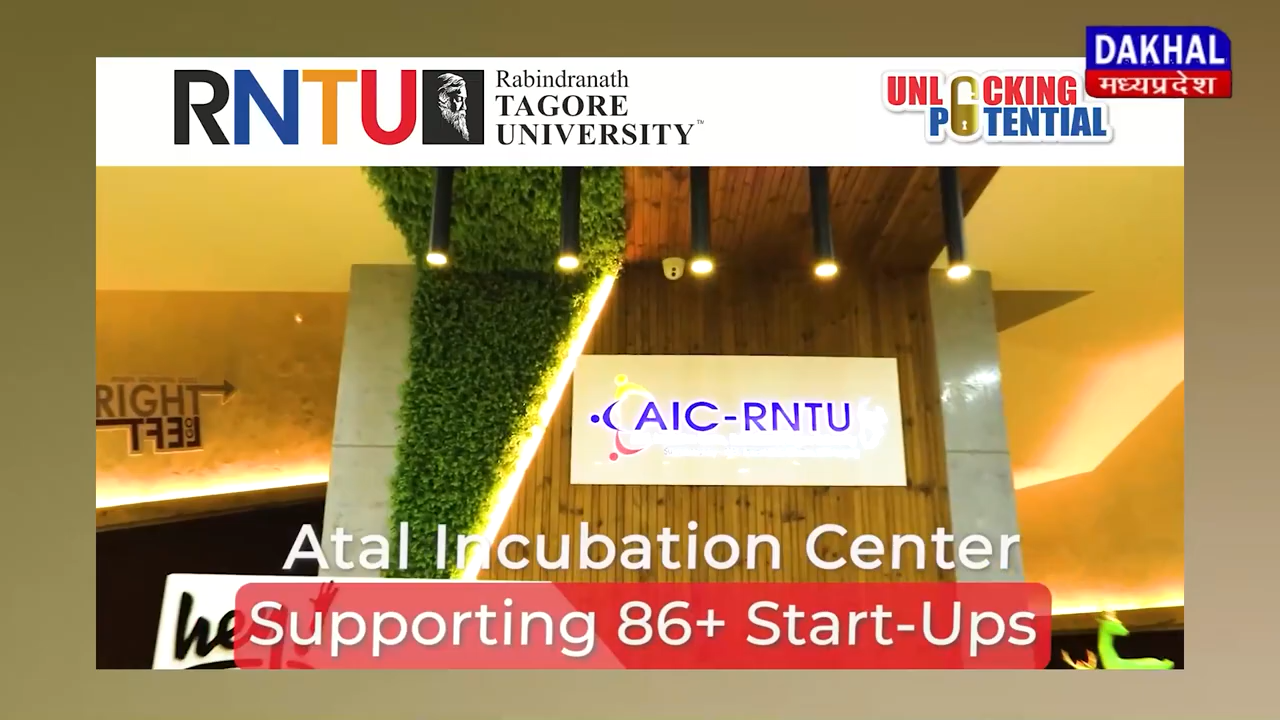 RNTU
Rabindranath
TAGORE
UNIVERSITY™
UNLOCKING
POTENTIAL
DAKHAL
मध्यप्रदेश
RIGHT
LEFT
GO
AIC-RNTU
Atal Incubation Center
Supporting 86+ Start-Ups